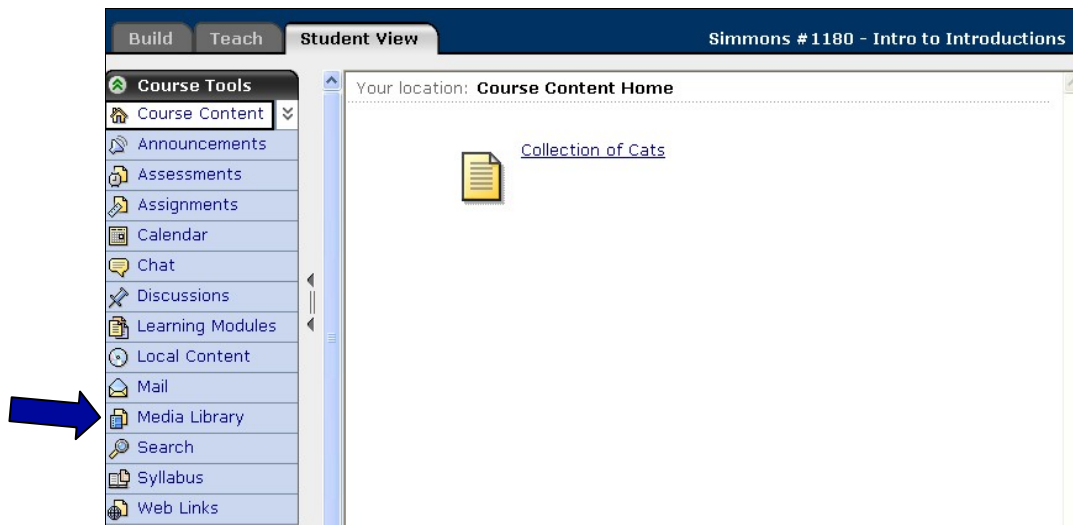 Build Teach Student View Simmons #1180 - Intro to Introductions
Course Tools
Course Content
Announcements
Assessments
Assignments
Calendar
Chat
Discussions
Learning Modules
Local Content
Mail
Media Library
Search
Syllabus
Web Links
Your location: Course Content Home
Collection of Cats